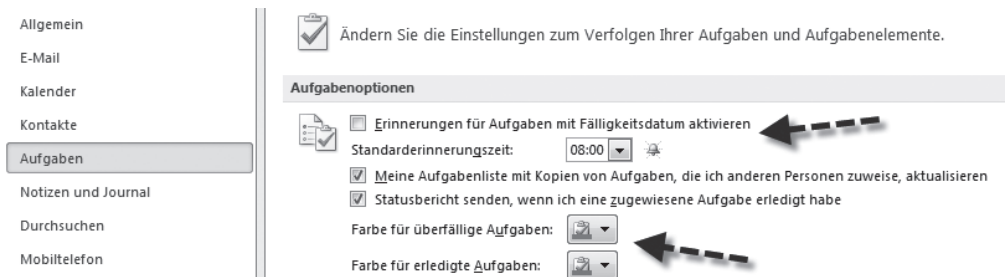 Allgemein
E-Mail
Kalender
Kontakte
Aufgaben
Notizen und Journal
Durchsuchen
Mobiltelefon
Ändern Sie die Einstellungen zum Verfolgen Ihrer Aufgaben und Aufgabenelemente.
Aufgabenoptionen
Erinnerungen für Aufgaben mit Fälligkeitsdatum aktivieren
Standarderinnerungszeit: 08:00
Meine Aufgabenliste mit Kopien von Aufgaben, die ich anderen Personen zuweise, aktualisieren
Statusbericht senden, wenn ich eine zugewiesene Aufgabe erledigt habe
Farbe für überfällige Aufgaben:
Farbe für erledigte Aufgaben: